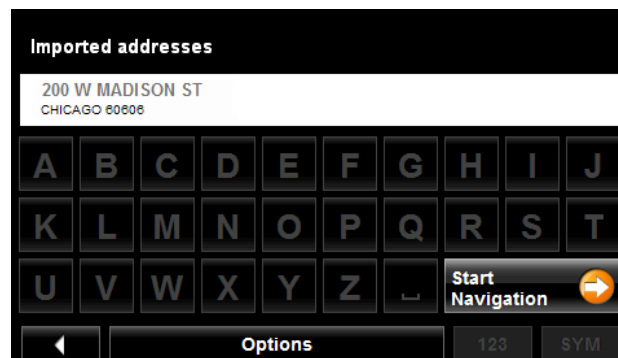 Imported addresses
200 W MADISON ST
CHICAGO 60606
A B C D E F G H I J
K L M N O P Q R S T
U V W X Y Z Start
Navigation
Options 123 SYM